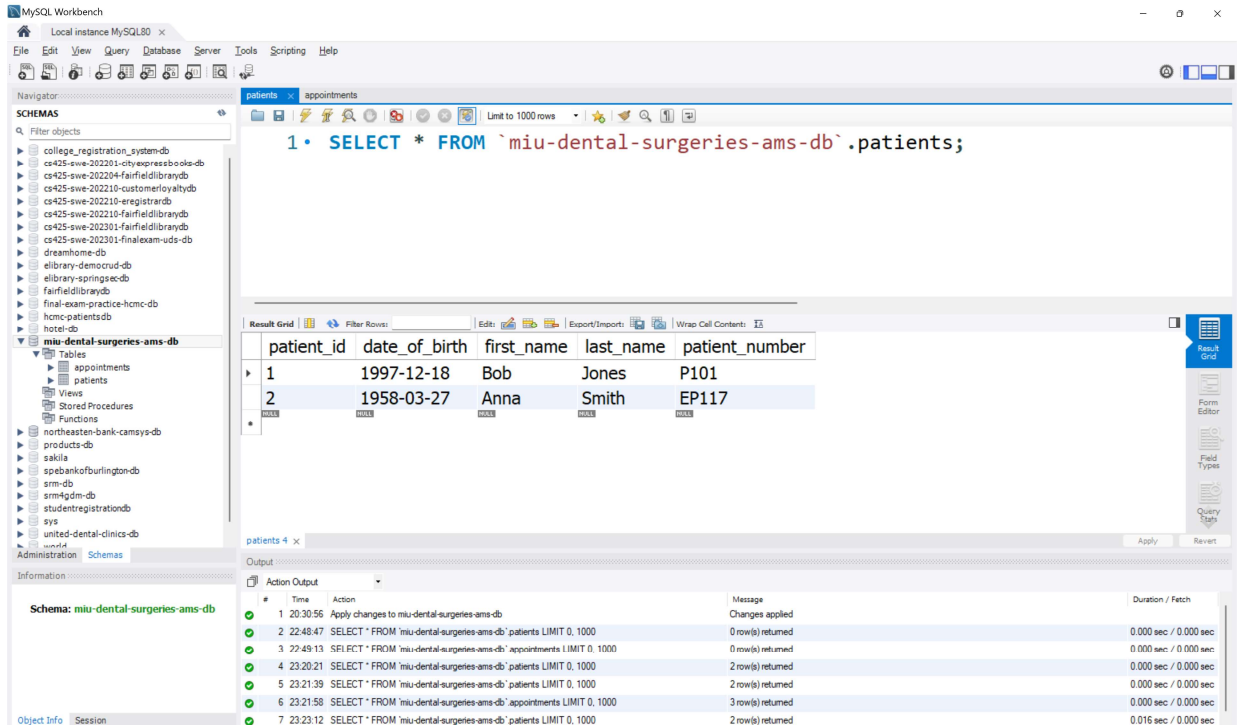 MySQL Workbench
Local instance MySQL80
File Edit View Query Database Server Tools Scripting Help
Navigator
SCHEMAS
Filter objects
college_registration_system-db
cs425-swe-202201-cityexpressbooks-db
cs425-swe-202204-fairfieldlibrarydb
cs425-swe-202210-customerloyaltydb
cs425-swe-202210-eregistrardb
cs425-swe-202210-fairfieldlibrarydb
cs425-swe-202301-fairfieldlibrarydb
cs425-swe-202301-finalexam-uds-db
dreamhome-db
elibrary-democrud-db
elibrary-springsec-db
fairfieldlibrarydb
final-exam-practice-hcmc-db
hcmc-patientsdb
hotel-db
miu-dental-surgeries-ams-db
Tables
appointments
patients
Views
Stored Procedures
Functions
northeasten-bank-camsys-db
products-db
sakila
spebankofburlington-db
srm-db
srm4gdm-db
studentregistrationdb
sys
united-dental-clinics-db
world
Administration Schemas
Information
Schema: miu-dental-surgeries-ams-db
Object Info Session
patients appointments
Limit to 1000 rows
1 SELECT * FROM `miu-dental-surgeries-ams-db`.patients;
Result Grid Filter Rows: Edit: Export/Import: Wrap Cell Content:
patient_id date_of_birth first_name last_name patient_number
1 1997-12-18 Bob Jones P101
2 1958-03-27 Anna Smith EP117
NULL NULL NULL NULL NULL
Result Grid
Form Editor
Field Types
Query Stats
patients 4 Apply Revert
Output
Action Output
# Time Action Message Duration / Fetch
1 20:30:56 Apply changes to miu-dental-surgeries-ams-db Changes applied
2 22:48:47 SELECT * FROM `miu-dental-surgeries-ams-db`.patients LIMIT 0, 1000 0 row(s) returned 0.000 sec / 0.000 sec
3 22:49:13 SELECT * FROM `miu-dental-surgeries-ams-db`.appointments LIMIT 0, 1000 0 row(s) returned 0.000 sec / 0.000 sec
4 23:20:21 SELECT * FROM `miu-dental-surgeries-ams-db`.patients LIMIT 0, 1000 2 row(s) returned 0.000 sec / 0.000 sec
5 23:21:39 SELECT * FROM `miu-dental-surgeries-ams-db`.patients LIMIT 0, 1000 2 row(s) returned 0.000 sec / 0.000 sec
6 23:21:58 SELECT * FROM `miu-dental-surgeries-ams-db`.appointments LIMIT 0, 1000 3 row(s) returned 0.000 sec / 0.000 sec
7 23:23:12 SELECT * FROM `miu-dental-surgeries-ams-db`.patients LIMIT 0, 1000 2 row(s) returned 0.016 sec / 0.000 sec